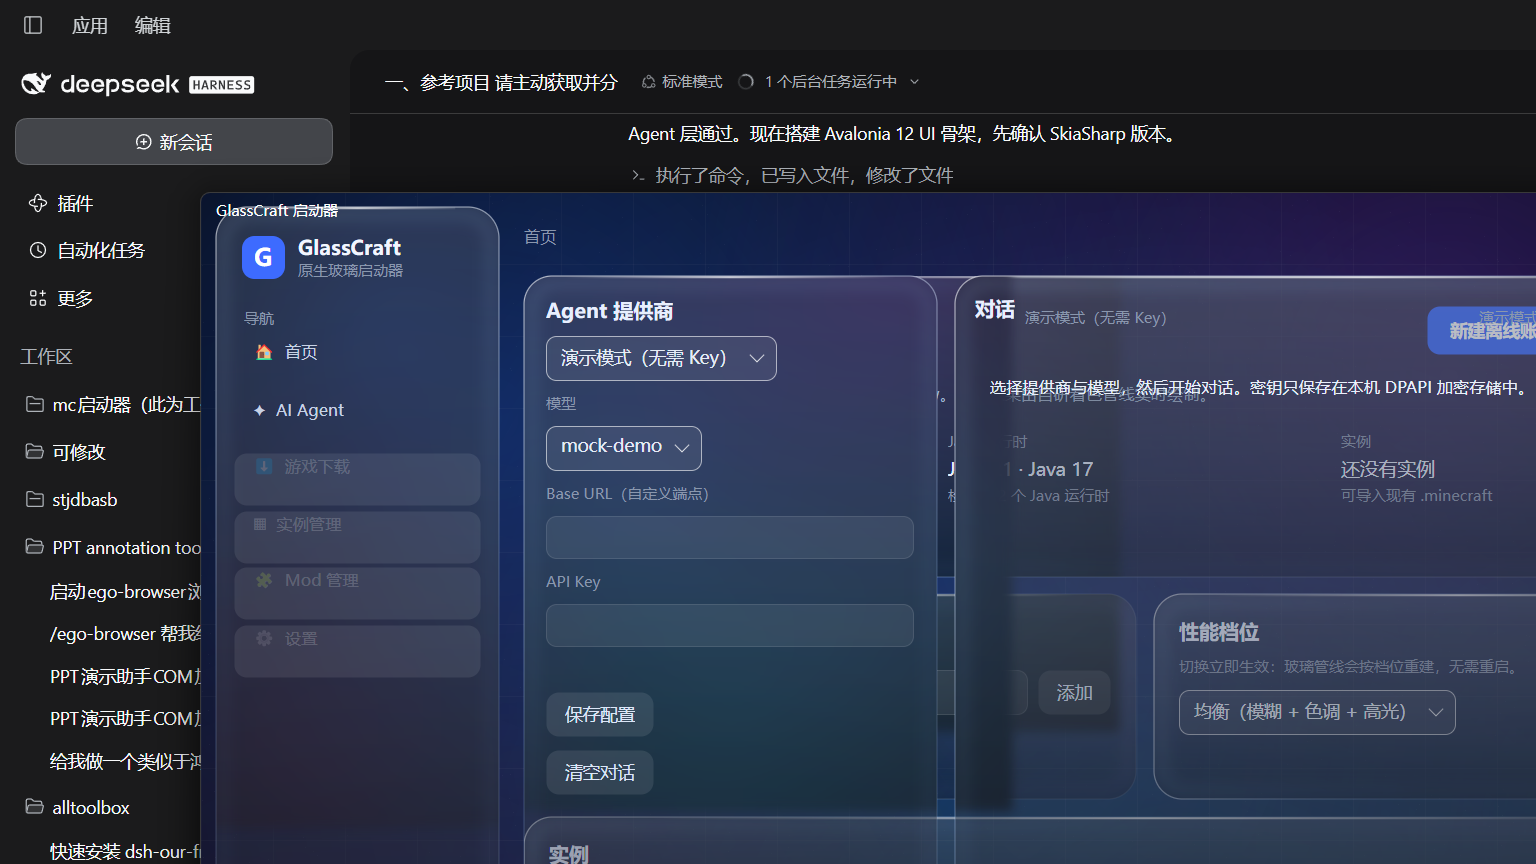 应用 编辑
deepseek HARNESS
新会话
插件
自动化任务
更多
工作区
mc启动器（此为工
可修改
stjdbasb
PPT annotation too
启动ego-browser浏
/ego-browser 帮我
PPT演示助手COM
PPT演示助手COM
给我做一个类似于
alltoolbox
快速安装 dsh-our-f
一、参考项目 请主动获取并分 标准模式 1 个后台任务运行中
Agent 层通过。现在搭建 Avalonia 12 UI 骨架，先确认 SkiaSharp 版本。
执行了命令，已写入文件，修改了文件
GlassCraft 启动器
G GlassCraft
原生玻璃启动器
导航
首页
AI Agent
游戏下载
实例管理
Mod 管理
设置
首页
Agent 提供商
演示模式（无需 Key）
模型
mock-demo
Base URL（自定义端点）
API Key
保存配置
清空对话
实例
对话 演示模式（无需 Key）
演示模式
新建离线账
选择提供商与模型，然后开始对话。密钥只保存在本机 DPAPI 加密存储中。
行时
· Java 17
个 Java 运行时
实例
还没有实例
可导入现有 .minecraft
添加
性能档位
切换立即生效：玻璃管线会按档位重建，无需重启。
均衡（模糊 + 色调 + 高光）